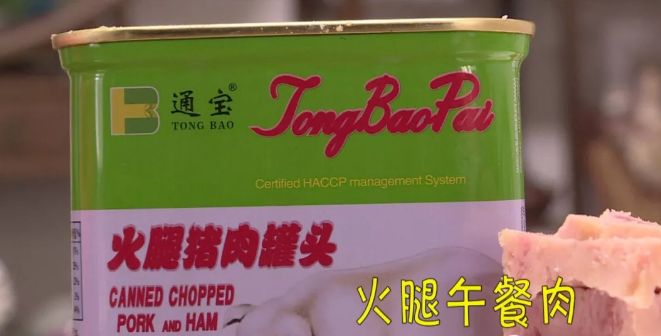 通宝®
TONG BAO
TongBaoPai
Certified HACCP management System
火腿猪肉罐头
CANNED CHOPPED
PORK AND HAM
火腿午餐肉